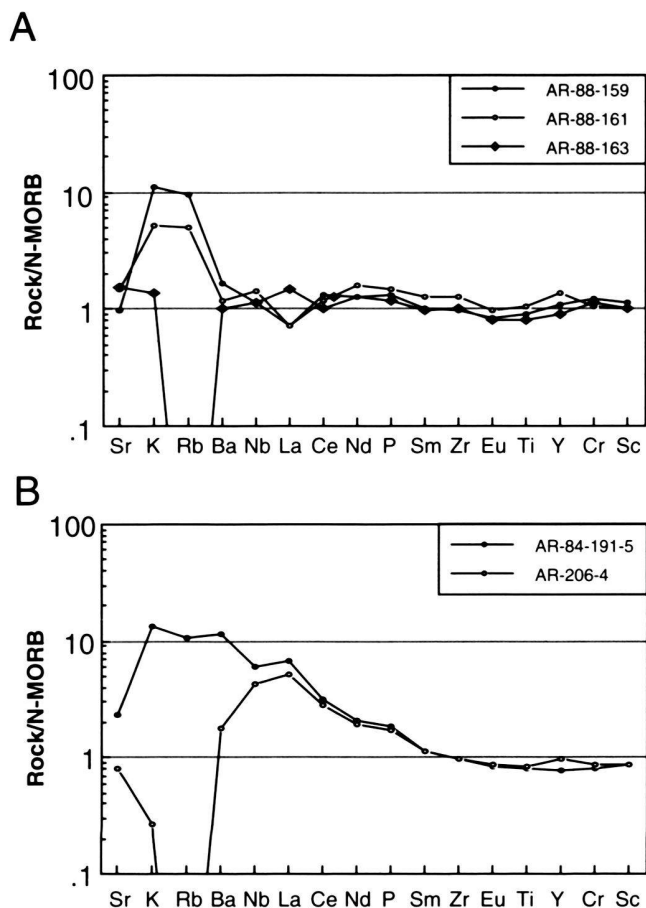 A
100
10
1
.1
Rock/N-MORB
AR-88-159
AR-88-161
AR-88-163
Sr K Rb Ba Nb La Ce Nd P Sm Zr Eu Ti Y Cr Sc
B
100
10
1
.1
Rock/N-MORB
AR-84-191-5
AR-206-4
Sr K Rb Ba Nb La Ce Nd P Sm Zr Eu Ti Y Cr Sc